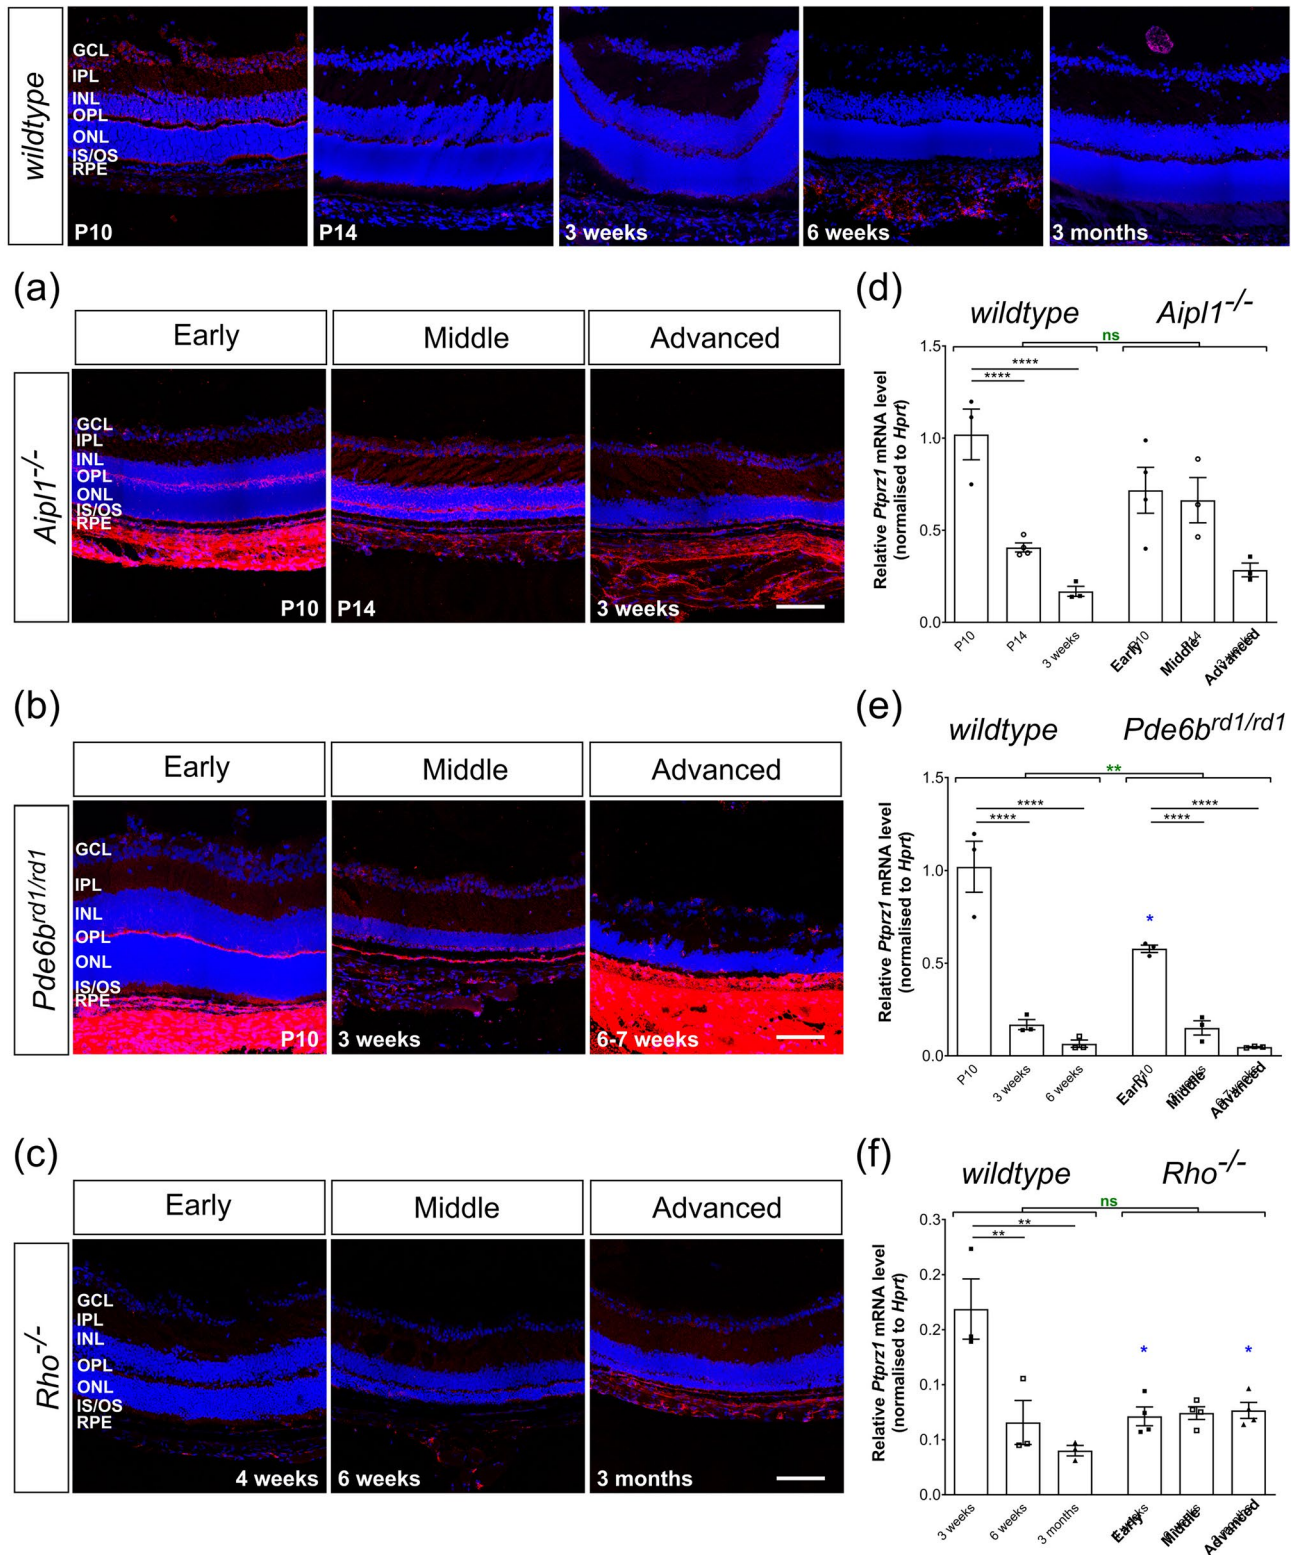 wildtype
GCL
IPL
INL
OPL
ONL
IS/OS
RPE
P10
P14
3 weeks
6 weeks
3 months
(a)
Early
Middle
Advanced
Aipl1-/-
GCL
IPL
INL
OPL
ONL
IS/OS
RPE
P10
P14
3 weeks
(d)
wildtype
Aipl1-/-
ns
****
****
Relative Ptprz1 mRNA level
(normalised to Hprt)
1.5
1.0
0.5
0.0
P10
P14
3 weeks
Early
Middle
Advanced
(b)
Early
Middle
Advanced
Pde6brd1/rd1
GCL
IPL
INL
OPL
ONL
IS/OS
RPE
P10
3 weeks
6-7 weeks
(e)
wildtype
Pde6brd1/rd1
**
****
****
****
****
*
Relative Ptprz1 mRNA level
(normalised to Hprt)
1.5
1.0
0.5
0.0
P10
3 weeks
6 weeks
Early
Middle
Advanced
(c)
Early
Middle
Advanced
Rho-/-
GCL
IPL
INL
OPL
ONL
IS/OS
RPE
4 weeks
6 weeks
3 months
(f)
wildtype
Rho-/-
ns
**
**
*
*
Relative Ptprz1 mRNA level
(normalised to Hprt)
0.3
0.2
0.2
0.1
0.1
0.0
3 weeks
6 weeks
3 months
Early
Middle
Advanced